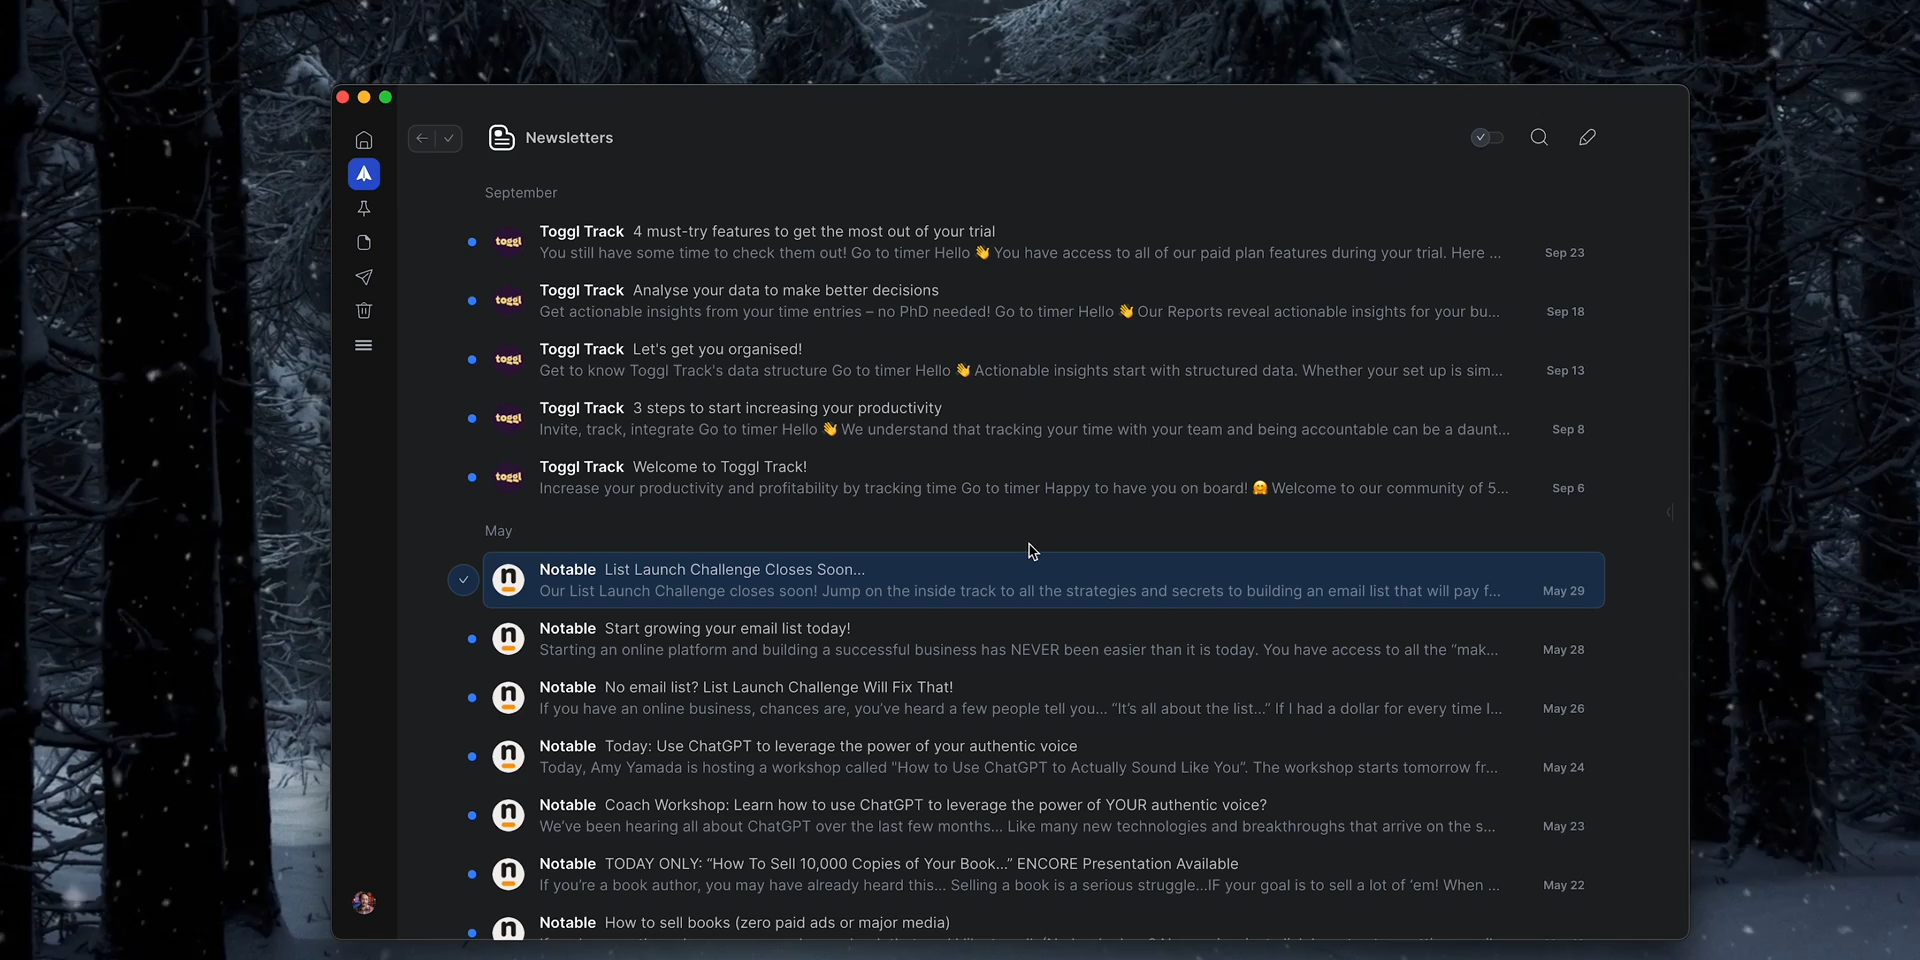 Newsletters
September
toggl
Toggl Track 4 must-try features to get the most out of your trial
You still have some time to check them out! Go to timer Hello 👋 You have access to all of our paid plan features during your trial. Here ...
Sep 23
toggl
Toggl Track Analyse your data to make better decisions
Get actionable insights from your time entries – no PhD needed! Go to timer Hello 👋 Our Reports reveal actionable insights for your bu...
Sep 18
toggl
Toggl Track Let's get you organised!
Get to know Toggl Track's data structure Go to timer Hello 👋 Actionable insights start with structured data. Whether your set up is sim...
Sep 13
toggl
Toggl Track 3 steps to start increasing your productivity
Invite, track, integrate Go to timer Hello 👋 We understand that tracking your time with your team and being accountable can be a daunt...
Sep 8
toggl
Toggl Track Welcome to Toggl Track!
Increase your productivity and profitability by tracking time Go to timer Happy to have you on board! 🤗 Welcome to our community of 5...
Sep 6
May
n
Notable List Launch Challenge Closes Soon...
Our List Launch Challenge closes soon! Jump on the inside track to all the strategies and secrets to building an email list that will pay f...
May 29
n
Notable Start growing your email list today!
Starting an online platform and building a successful business has NEVER been easier than it is today. You have access to all the “mak...
May 28
n
Notable No email list? List Launch Challenge Will Fix That!
If you have an online business, chances are, you’ve heard a few people tell you... “It’s all about the list...” If I had a dollar for every time I...
May 26
n
Notable Today: Use ChatGPT to leverage the power of your authentic voice
Today, Amy Yamada is hosting a workshop called "How to Use ChatGPT to Actually Sound Like You”. The workshop starts tomorrow fr...
May 24
n
Notable Coach Workshop: Learn how to use ChatGPT to leverage the power of YOUR authentic voice?
We’ve been hearing all about ChatGPT over the last few months... Like many new technologies and breakthroughs that arrive on the s...
May 23
n
Notable TODAY ONLY: “How To Sell 10,000 Copies of Your Book...” ENCORE Presentation Available
If you’re a book author, you may have already heard this... Selling a book is a serious struggle...IF your goal is to sell a lot of ‘em! When ...
May 22
n
Notable How to sell books (zero paid ads or major media)